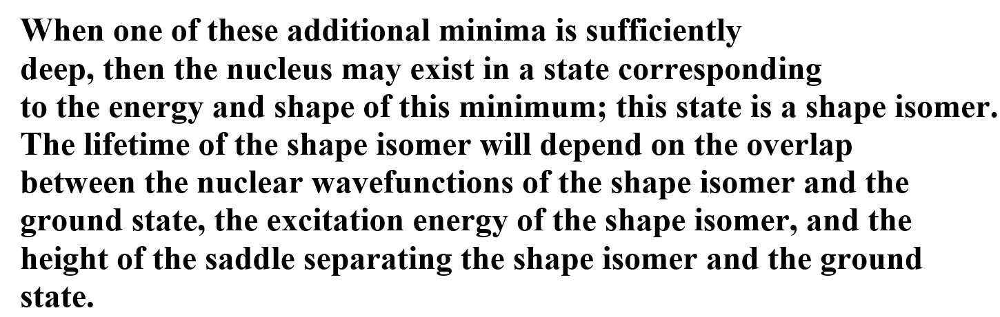 When one of these additional minima is sufficiently
deep, then the nucleus may exist in a state corresponding
to the energy and shape of this minimum; this state is a shape isomer.
The lifetime of the shape isomer will depend on the overlap
between the nuclear wavefunctions of the shape isomer and the
ground state, the excitation energy of the shape isomer, and the
height of the saddle separating the shape isomer and the ground
state.